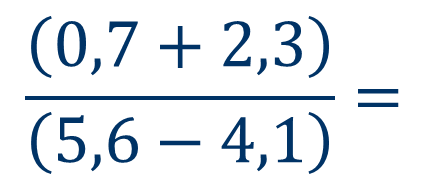 (0,7 + 2,3)
(5,6 − 4,1) =